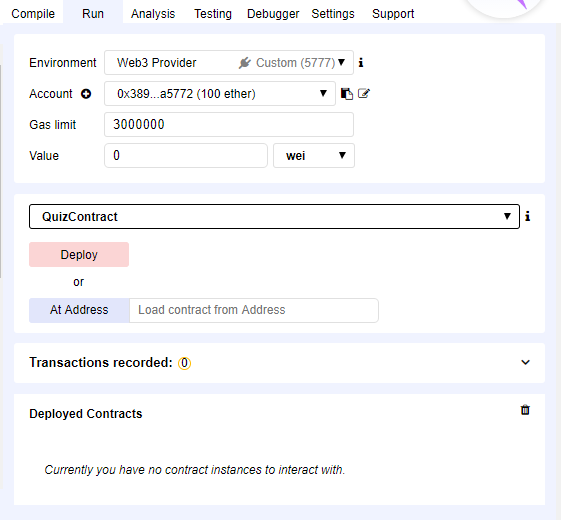 Compile Run Analysis Testing Debugger Settings Support
Environment Web3 Provider Custom (5777)
Account 0x389...a5772 (100 ether)
Gas limit 3000000
Value 0 wei
QuizContract
Deploy
or
At Address Load contract from Address
Transactions recorded: 0
Deployed Contracts
Currently you have no contract instances to interact with.